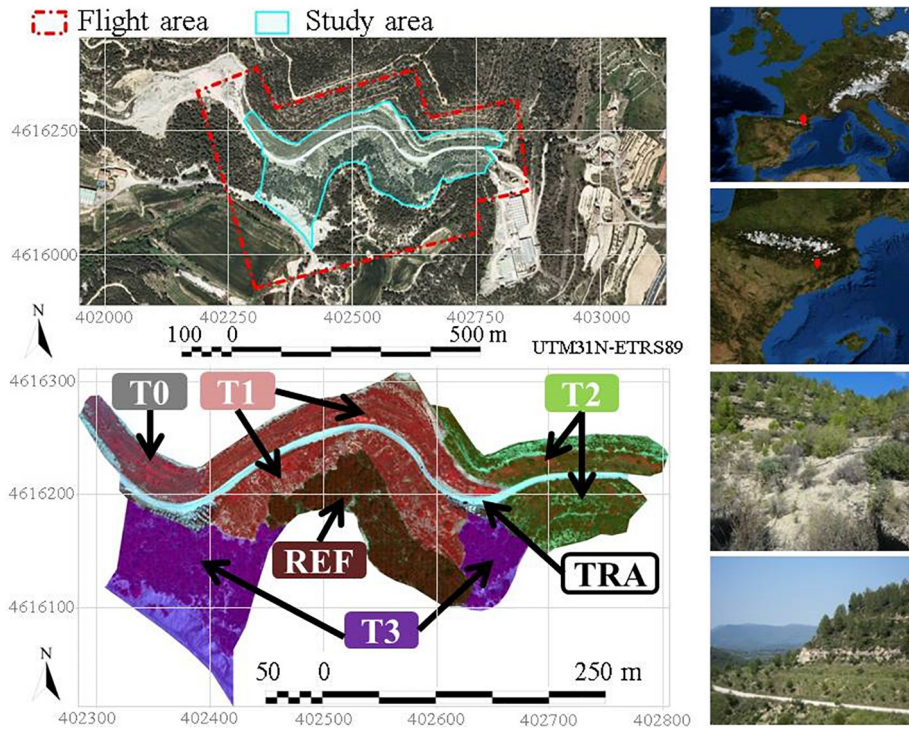 Flight area Study area
4616250
4616000
402000 402250 402500 402750 403000
N
100 0 500 m
UTM31N-ETRS89
4616300
T0 T1 T2
4616200
REF TRA
4616100
T3
N
50 0 250 m
402300 402400 402500 402600 402700 402800